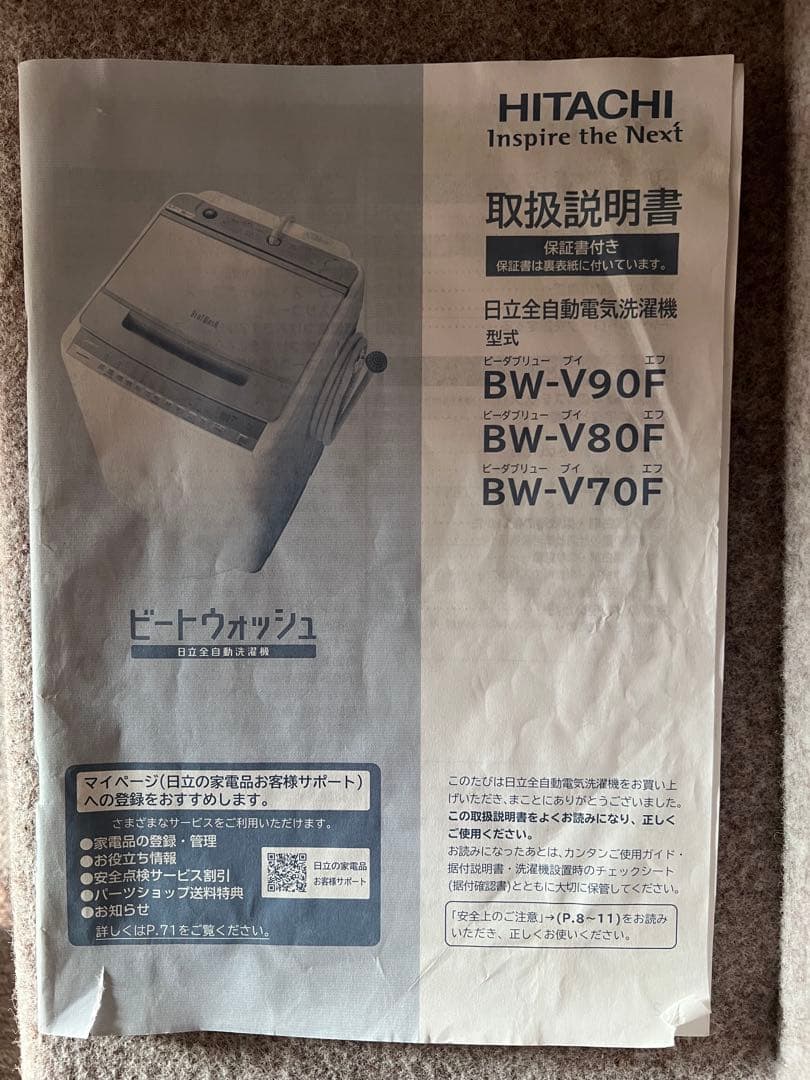 HITACHI
Inspire the Next
取扱説明書
保証書付き
保証書は裏表紙に付いています。
日立全自動電気洗濯機
型式
ビーダブリュー ブイ エフ
BW-V90F
ビーダブリュー ブイ エフ
BW-V80F
ビーダブリュー ブイ エフ
BW-V70F
ビートウォッシュ
日立全自動洗濯機
マイページ(日立の家電品お客様サポート)
への登録をおすすめします。
さまざまなサービスをご利用いただけます。
●家電品の登録・管理
●お役立ち情報
●安全点検サービス割引
●パーツショップ送料特典
●お知らせ
日立の家電品
お客様サポート
詳しくはP.71をご覧ください。
このたびは日立全自動電気洗濯機をお買い上
げいただき、まことにありがとうございました。
この取扱説明書をよくお読みになり、正しく
ご使用ください。
お読みになったあとは、カンタンご使用ガイド・
据付説明書・洗濯機設置時のチェックシート
(据付確認書)とともに大切に保管してください。
「安全上のご注意」→(P.8~11)をお読み
いただき、正しくお使いください。